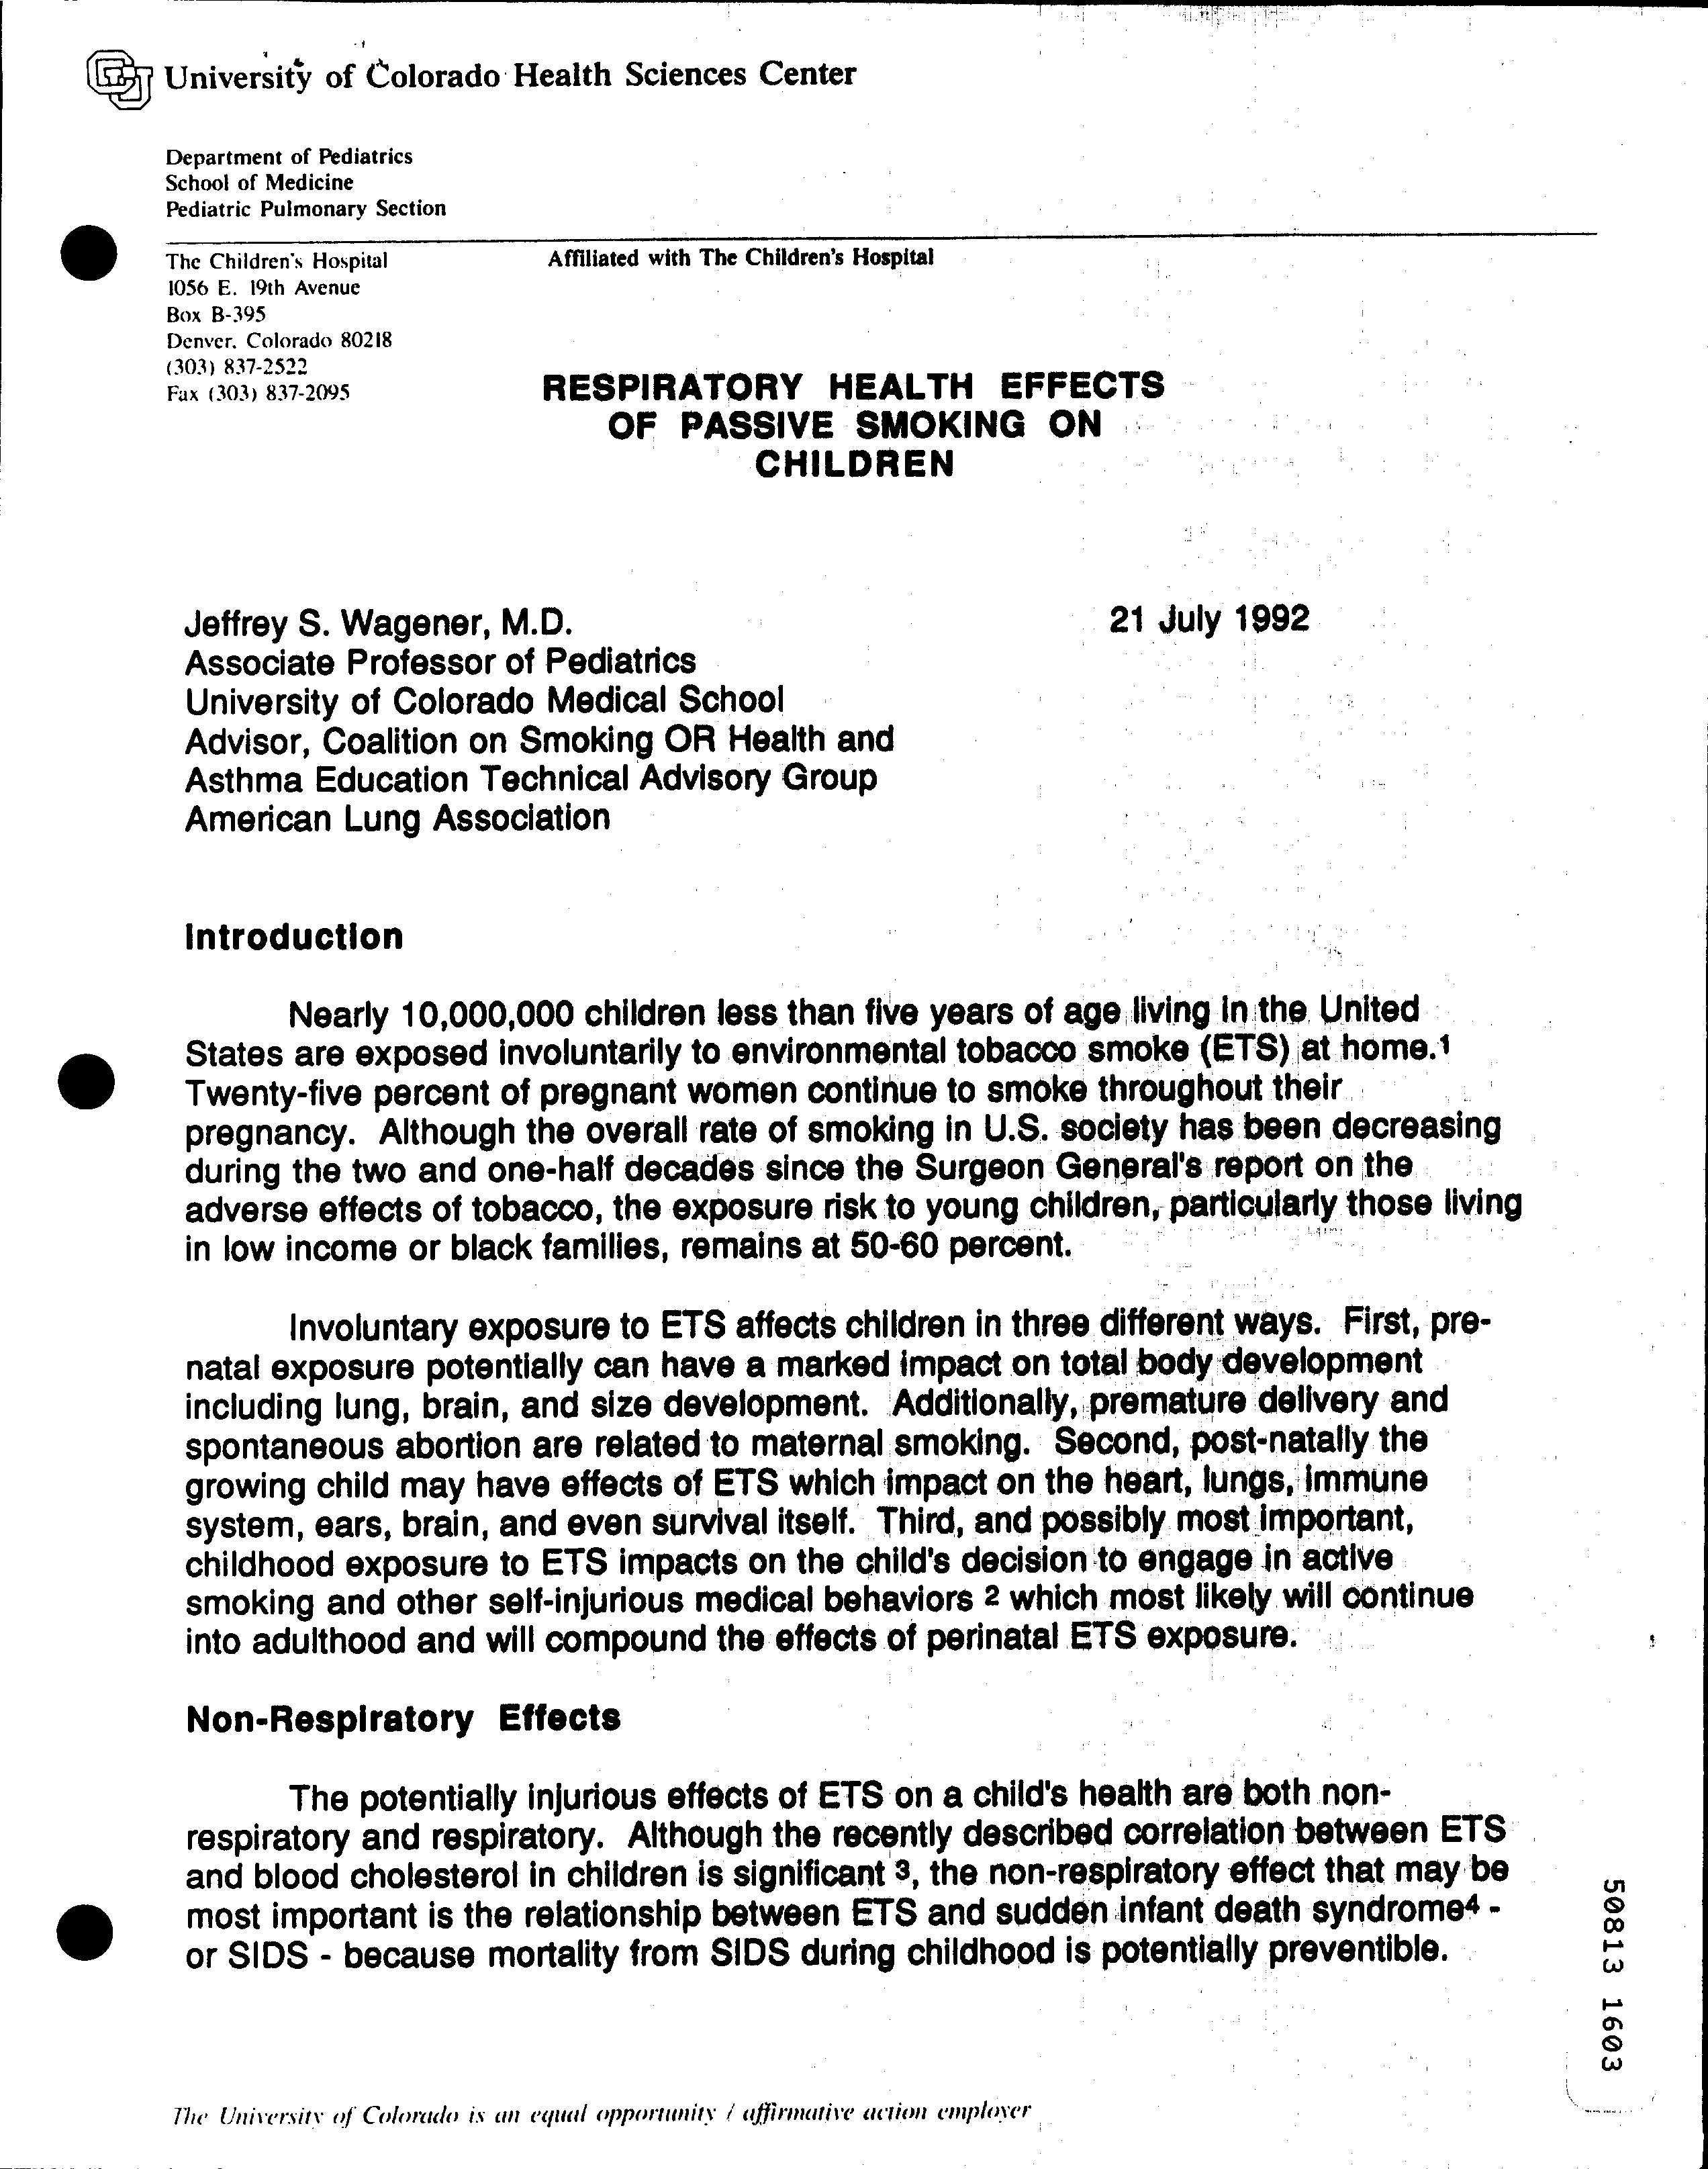 CU University of Colorado Health Sciences Center
Department of Pediatrics
School of Medicine
Pediatric Pulmonary Section
The Children's Hospital
1056 E. 19th Avenue
Box B-395
Denver, Colorado 80218
(303) 837-2522
Fax (303) 837-2095
Affiliated with The Children's Hospital
RESPIRATORY HEALTH EFFECTS
OF PASSIVE SMOKING ON
CHILDREN
Jeffrey S. Wagener, M.D.
21 July 1992
Associate Professor of Pediatrics
University of Colorado Medical School
Advisor, Coalition on Smoking OR Health and
Asthma Education Technical Advisory Group
American Lung Association
Introduction
Nearly 10,000,000 children less than five years of age living in the United
States are exposed involuntarily to environmental tobacco smoke (ETS) at home.1
Twenty-five percent of pregnant women continue to smoke throughout their
pregnancy. Although the overall rate of smoking in U.S. society has been decreasing
during the two and one-half decades since the Surgeon General's report on the
adverse effects of tobacco, the exposure risk to young children, particularly those living
in low income or black families, remains at 50-60 percent.
Involuntary exposure to ETS affects children in three different ways. First, pre-
natal exposure potentially can have a marked impact on total body development
including lung, brain, and size development. Additionally, premature delivery and
spontaneous abortion are related to maternal smoking. Second, post-natally the
growing child may have effects of ETS which impact on the heart, lungs, immune
system, ears, brain, and even survival itself. Third, and possibly most important,
childhood exposure to ETS impacts on the child's decision to engage in active
smoking and other self-injurious medical behaviors 2 which most likely will continue
into adulthood and will compound the effects of perinatal ETS exposure.
Non-Respiratory Effects
The potentially injurious effects of ETS on a child's health are both non-
respiratory and respiratory. Although the recently described correlation between ETS
and blood cholesterol in children is significant 3, the non-respiratory effect that may be
most important is the relationship between ETS and sudden infant death syndrome4 -
or SIDS - because mortality from SIDS during childhood is potentially preventible.
50813 1603
The University of Colorado is an equal opportunity / affirmative action employer